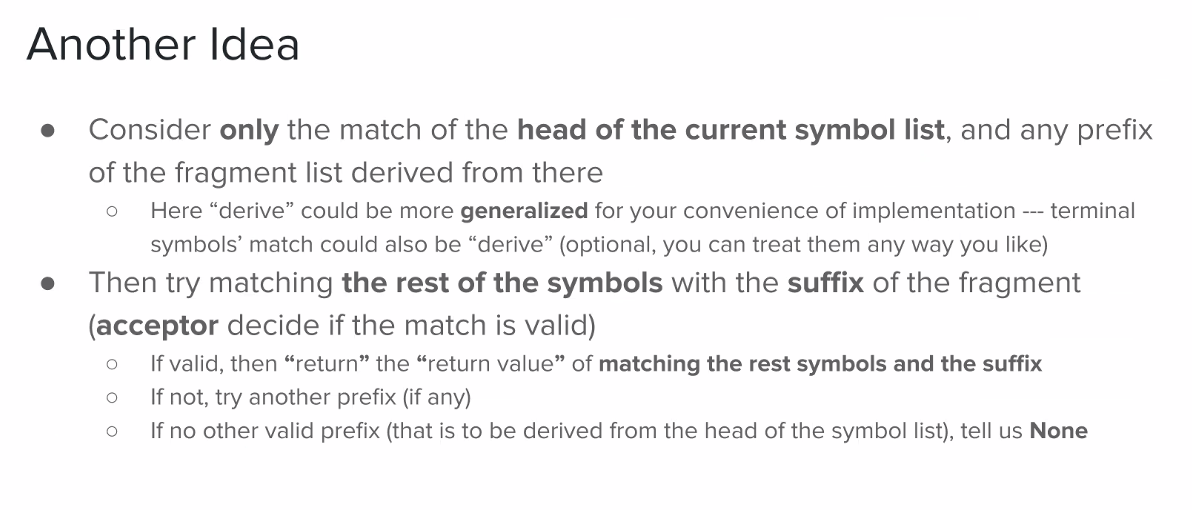 Another Idea
● Consider only the match of the head of the current symbol list, and any prefix
of the fragment list derived from there
○ Here “derive” could be more generalized for your convenience of implementation --- terminal
symbols’ match could also be “derive” (optional, you can treat them any way you like)
● Then try matching the rest of the symbols with the suffix of the fragment
(acceptor decide if the match is valid)
○ If valid, then “return” the “return value” of matching the rest symbols and the suffix
○ If not, try another prefix (if any)
○ If no other valid prefix (that is to be derived from the head of the symbol list), tell us None